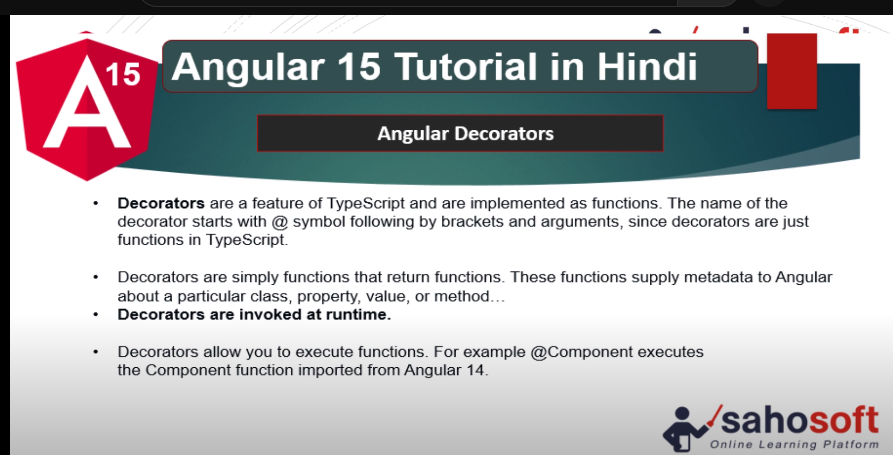 15
A
Angular 15 Tutorial in Hindi
Angular Decorators
• Decorators are a feature of TypeScript and are implemented as functions. The name of the
decorator starts with @ symbol following by brackets and arguments, since decorators are just
functions in TypeScript.
• Decorators are simply functions that return functions. These functions supply metadata to Angular
about a particular class, property, value, or method…
• Decorators are invoked at runtime.
• Decorators allow you to execute functions. For example @Component executes
the Component function imported from Angular 14.
sahosoft
Online Learning Platform